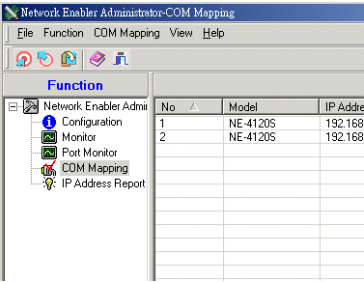 Network Enabler Administrator-COM Mapping
File Function COM Mapping View Help
Function
No Model IP Addre
Network Enabler Admi
Configuration
Monitor
Port Monitor
COM Mapping
IP Address Report
1 NE-4120S 192.168
2 NE-4120S 192.168